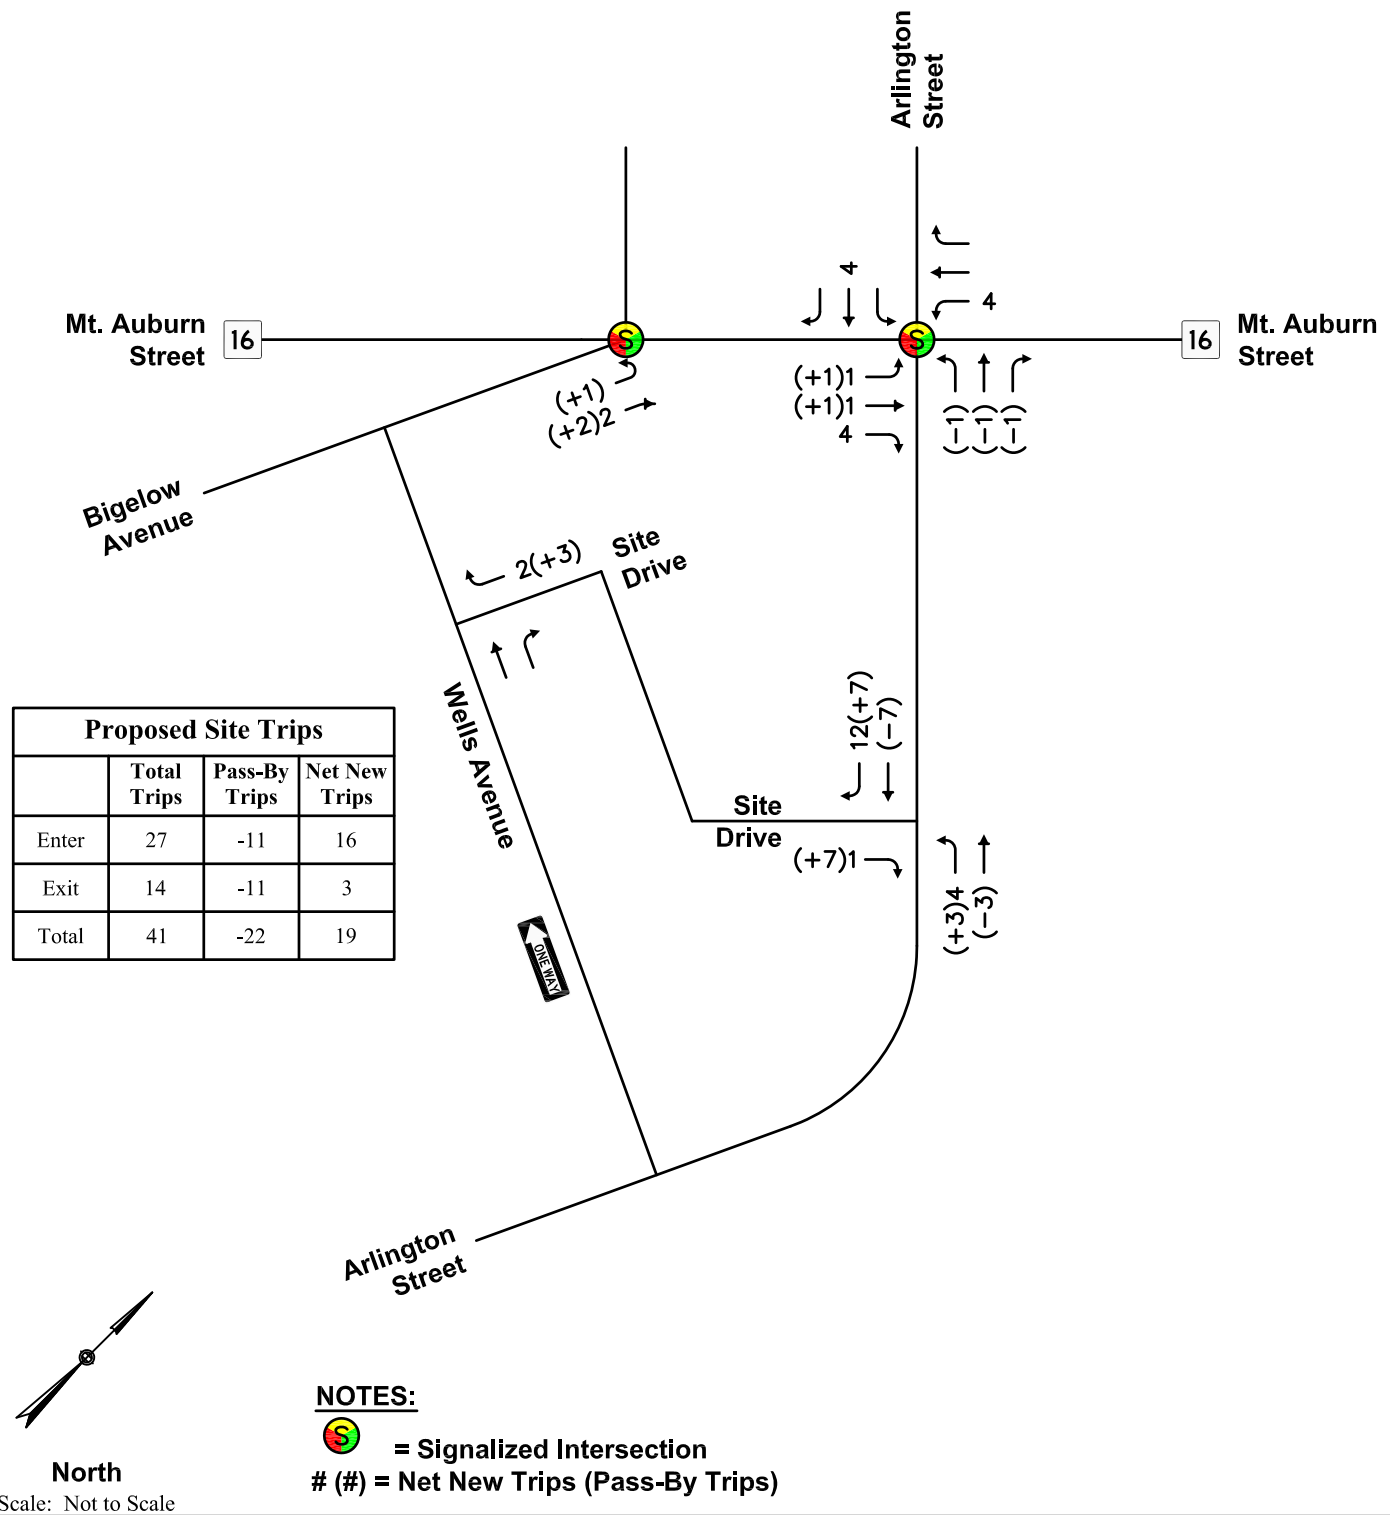 Arlington
Street
4
4
Mt. Auburn
Street
16
S
S
16
Mt. Auburn
Street
(+1)
(+2)2
(+1)1
(+1)1
4
(-1)
(-1)
(-1)
Bigelow
Avenue
2(+3)
Site
Drive
Wells Avenue
12(+7)
(-7)
Proposed Site Trips
Total Trips Pass-By Trips Net New Trips
Enter 27 -11 16
Exit 14 -11 3
Total 41 -22 19
Site
Drive
(+7)1
(+3)4
(-3)
ONE WAY
Arlington
Street
North
Scale: Not to Scale
NOTES:
S = Signalized Intersection
# (#) = Net New Trips (Pass-By Trips)